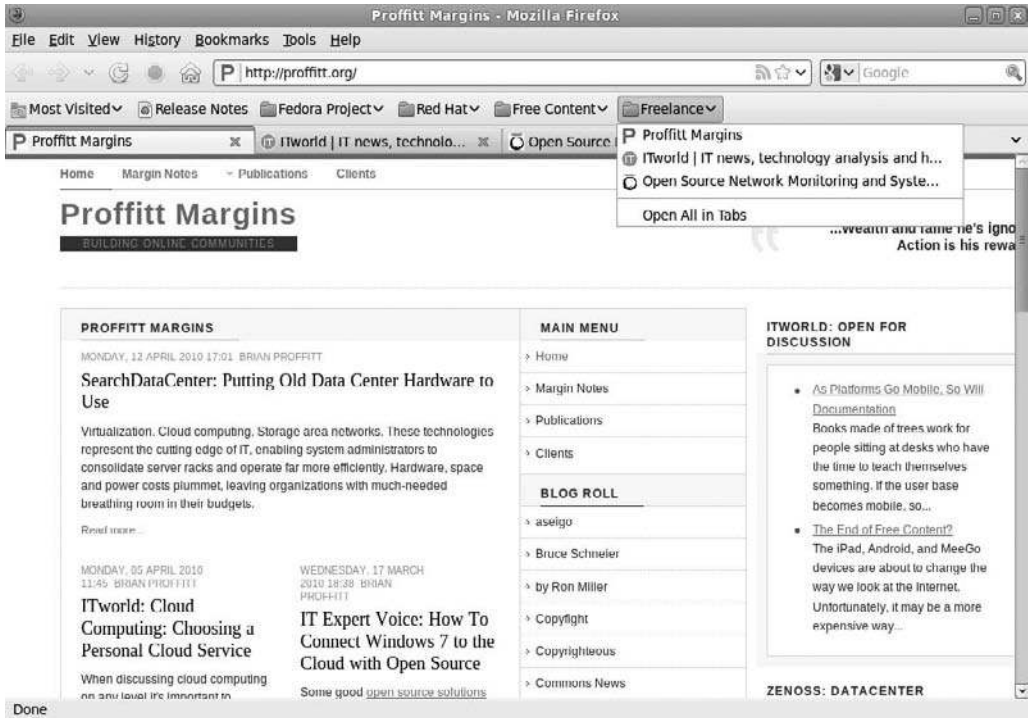 Proffitt Margins - Mozilla Firefox
File Edit View History Bookmarks Tools Help
P http://proffitt.org/ Google
Most Visited Release Notes Fedora Project Red Hat Free Content Freelance
P Proffitt Margins ITworld | IT news, technolo... Open Source
P Proffitt Margins
ITworld | IT news, technology analysis and h...
Open Source Network Monitoring and Syste...
Open All in Tabs
Home Margin Notes Publications Clients
Proffitt Margins
BUILDING ONLINE COMMUNITIES
...Wealth and fame he's igno
Action is his rewa
PROFFITT MARGINS
MONDAY, 12 APRIL 2010 17:01 BRIAN PROFFITT
SearchDataCenter: Putting Old Data Center Hardware to
Use
Virtualization. Cloud computing. Storage area networks. These technologies
represent the cutting edge of IT, enabling system administrators to
consolidate server racks and operate far more efficiently. Hardware, space
and power costs plummet, leaving organizations with much-needed
breathing room in their budgets.
Read more...
MONDAY, 05 APRIL 2010
11:45 BRIAN PROFFITT
ITworld: Cloud
Computing: Choosing a
Personal Cloud Service
When discussing cloud computing
on any level it's important to
WEDNESDAY, 17 MARCH
2010 18:38 BRIAN
PROFFITT
IT Expert Voice: How To
Connect Windows 7 to the
Cloud with Open Source
Some good open source solutions
MAIN MENU
Home
Margin Notes
Publications
Clients
BLOG ROLL
aseigo
Bruce Schneier
by Ron Miller
Copyfight
Copyrighteous
Commons News
ITWORLD: OPEN FOR
DISCUSSION
As Platforms Go Mobile, So Will
Documentation
Books made of trees work for
people sitting at desks who have
the time to teach themselves
something. If the user base
becomes mobile, so...
The End of Free Content?
The iPad, Android, and MeeGo
devices are about to change the
way we look at the Internet.
Unfortunately, it may be a more
expensive way...
ZENOSS: DATACENTER
Done